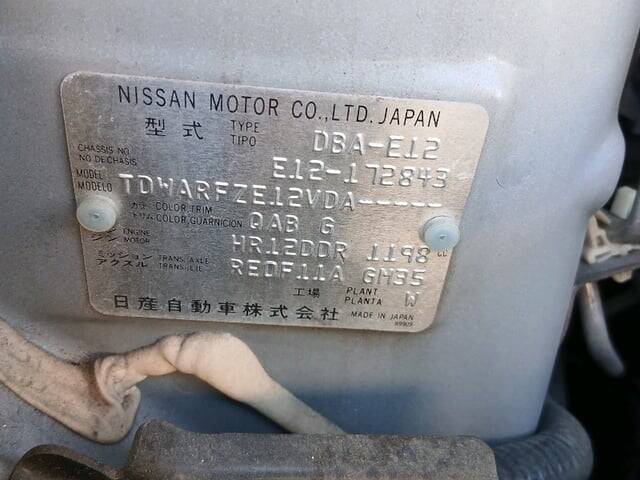 NISSAN MOTOR CO.,LTD. JAPAN
型式 TYPE TIPO DBA-E12
CHASSIS NO. NO DE CHASIS E12-172843
MODEL MODELO TDWARFZE12VDA-----
カラー トリム COLOR,TRIM COLOR,GUARNICION QAB G
エンジン ENGINE MOTOR HR12DDR 1198 cc
ミッション アクスル TRANS./AXLE TRANS./EJE RE0F11A GH35
工場 PLANT PLANTA W
日産自動車株式会社 MADE IN JAPAN